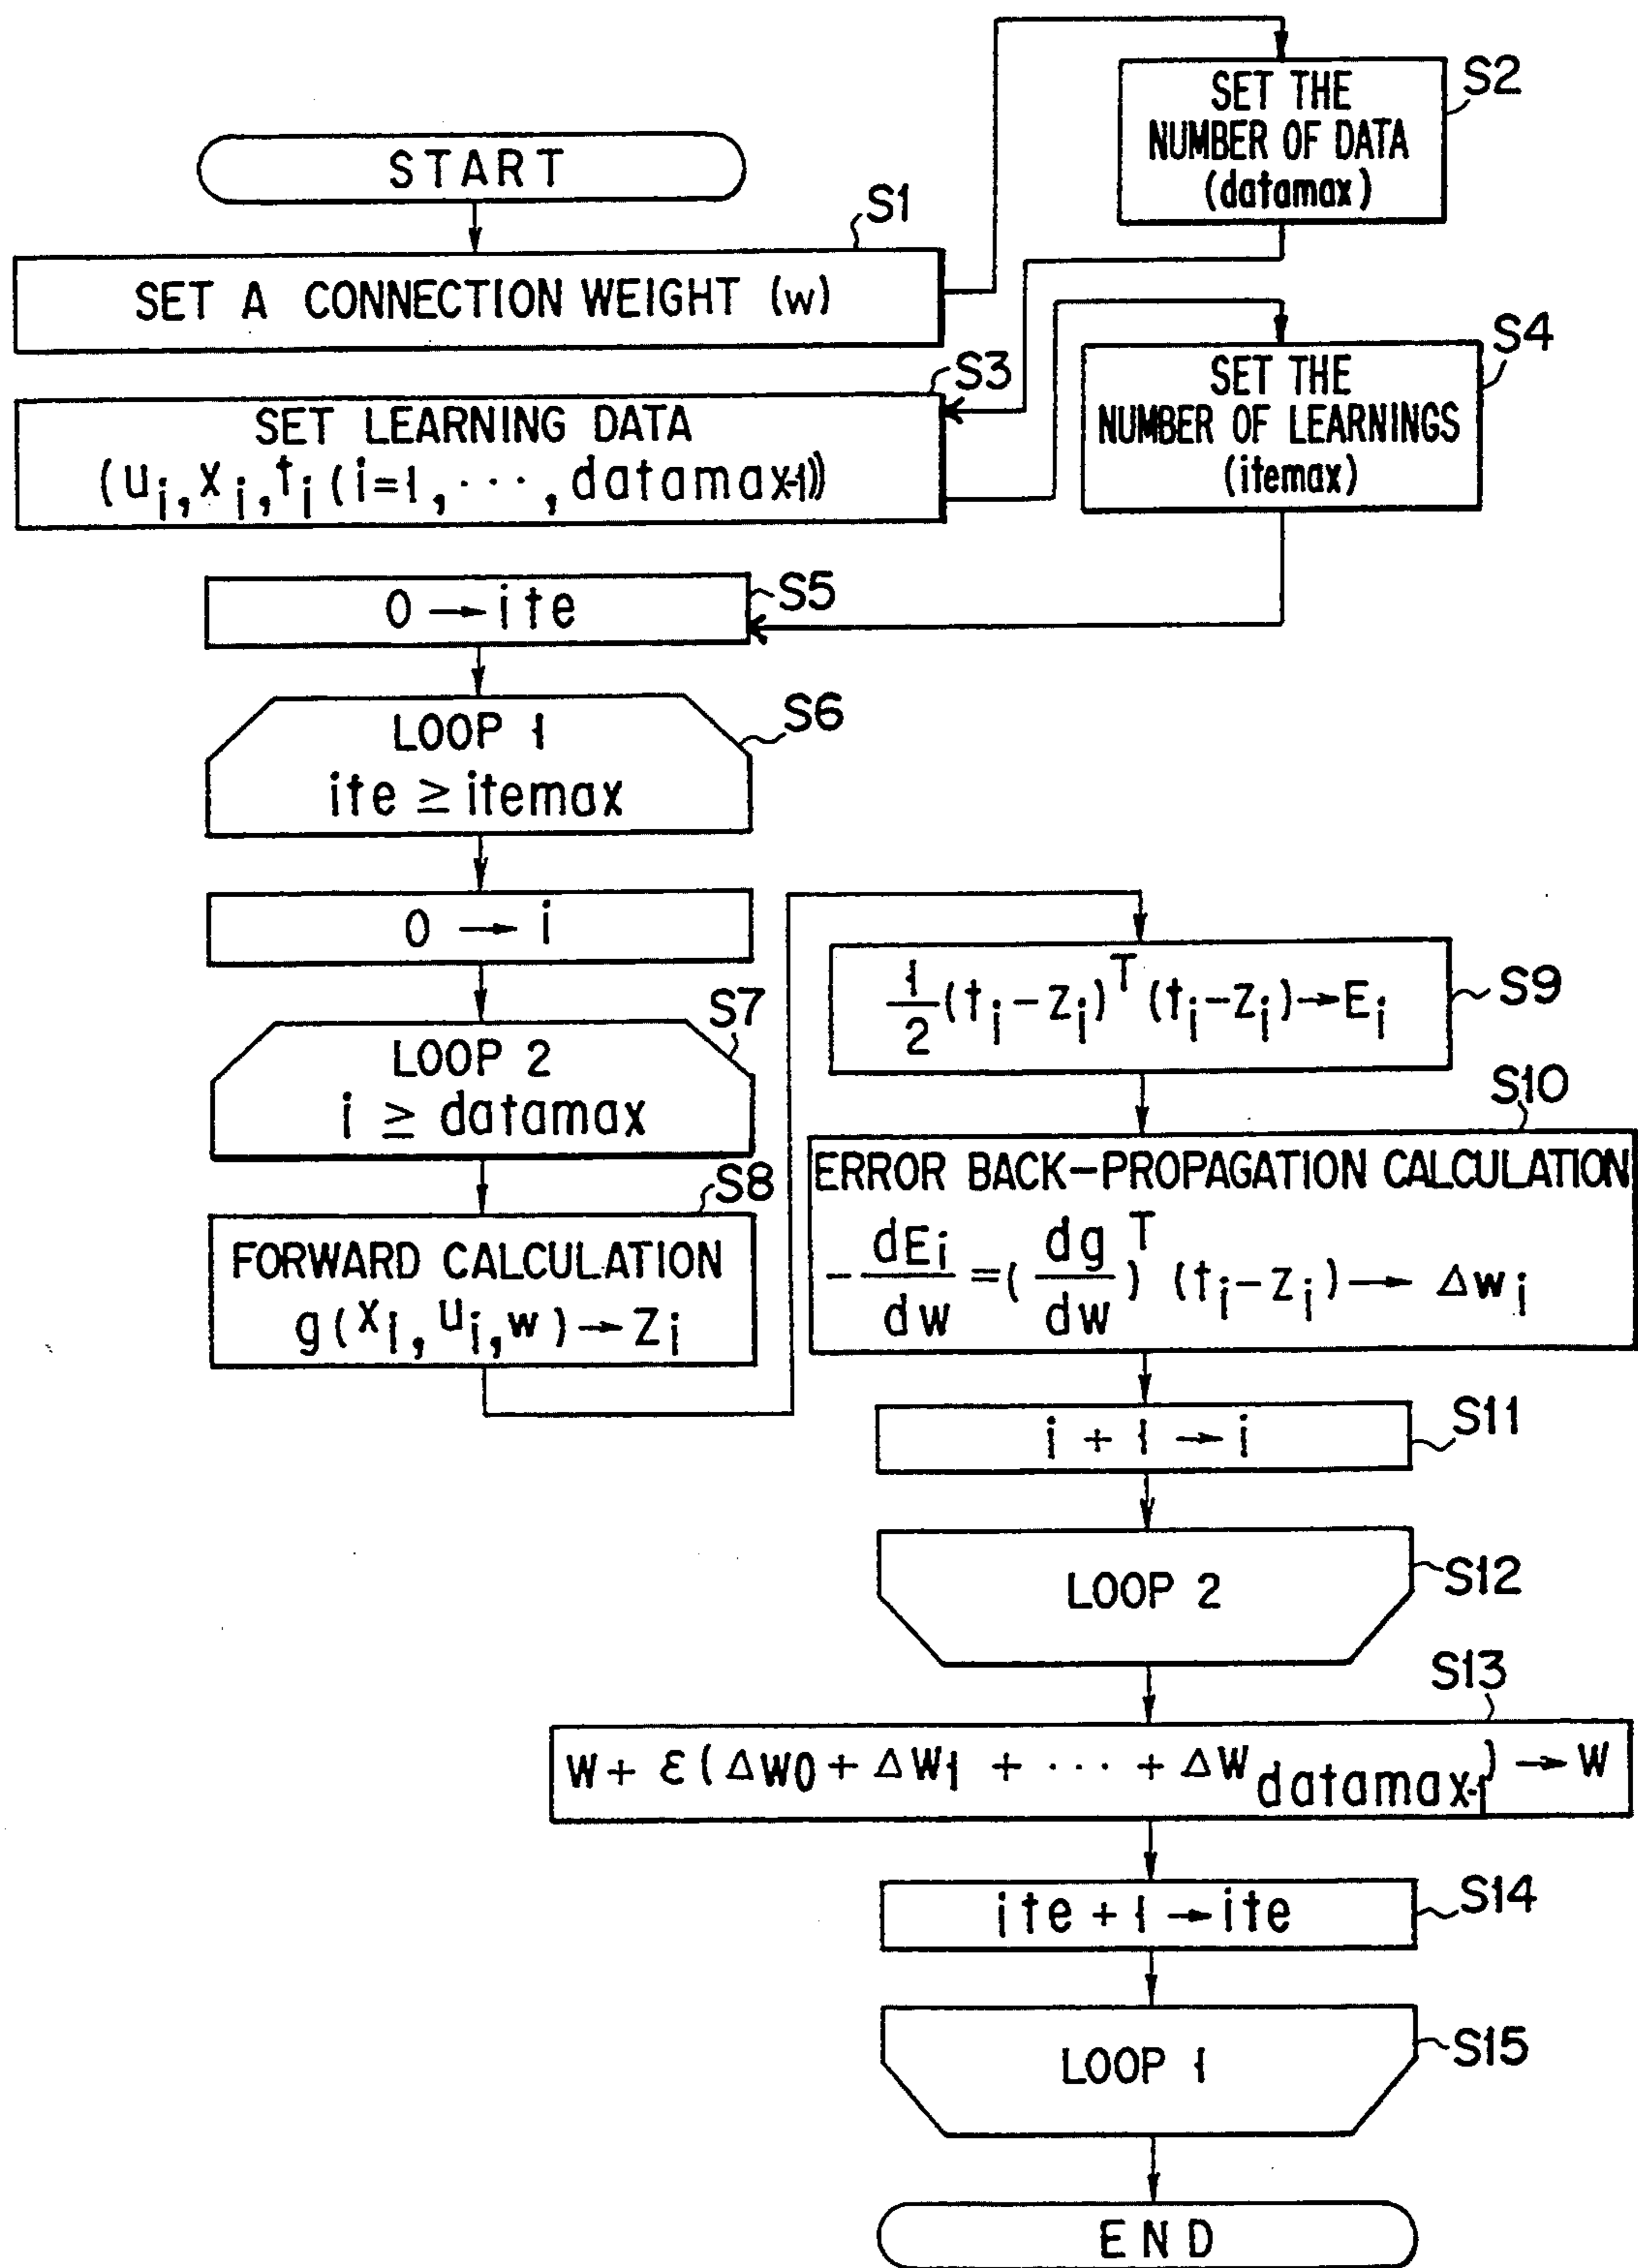 START
S1
SET A CONNECTION WEIGHT (w)
S2
SET THE
NUMBER OF DATA
(datamax)
S3
SET LEARNING DATA
(u_i, x_i, t_i (i=1, ⋯, datamax-1))
S4
SET THE
NUMBER OF LEARNINGS
(itemax)
S5
0 → ite
S6
LOOP 1
ite ≥ itemax
0 → i
S7
LOOP 2
i ≥ datamax
S8
FORWARD CALCULATION
g(x_i, u_i, w) → z_i
S9
1/2 (t_i - z_i)^T (t_i - z_i) → E_i
S10
ERROR BACK-PROPAGATION CALCULATION
- dE_i/dw = (dg/dw)^T (t_i - z_i) → Δw_i
S11
i + 1 → i
S12
LOOP 2
S13
W + ε(ΔW0 + ΔW1 + ⋯ + ΔW_datamax-1) → W
S14
ite + 1 → ite
S15
LOOP 1
END